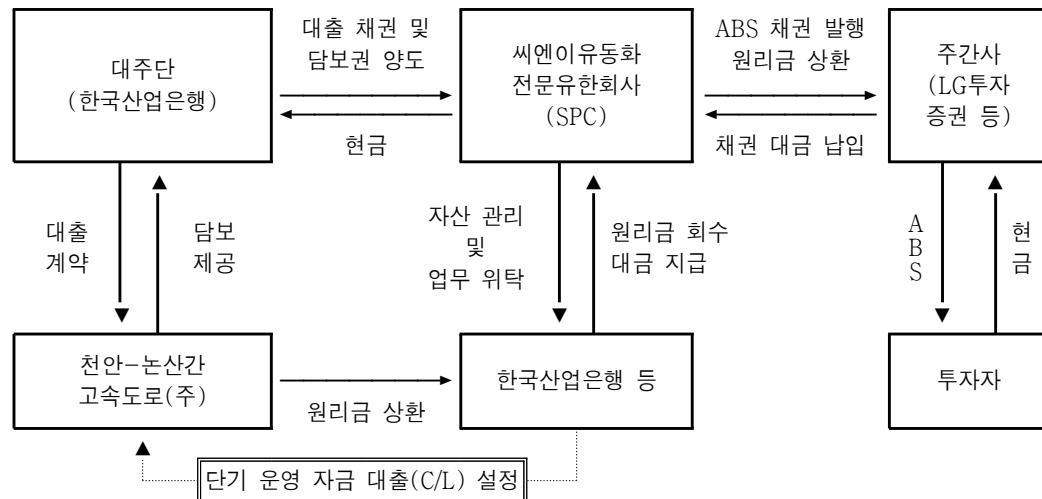 대주단
(한국산업은행)
대출 채권 및
담보권 양도
현금
씨엔이유동화
전문유한회사
(SPC)
ABS 채권 발행
원리금 상환
채권 대금 납입
주간사
(LG투자
증권 등)
대출
계약
담보
제공
자산 관리
및
업무 위탁
원리금 회수
대금 지급
A
B
S
현
금
천안-논산간
고속도로(주)
원리금 상환
한국산업은행 등
투자자
단기 운영 자금 대출(C/L) 설정